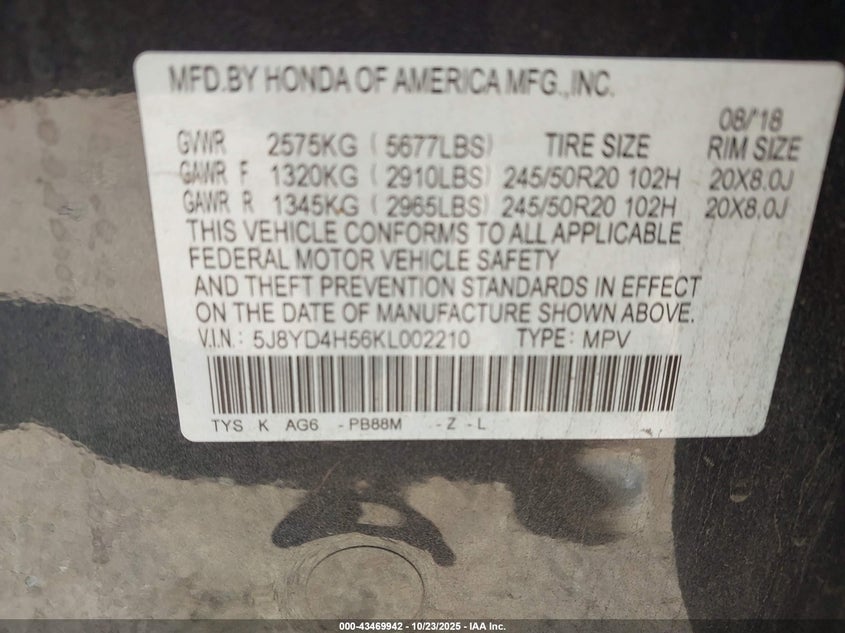 MFD.BY HONDA OF AMERICA MFG.,INC.
08/'18
GVWR 2575KG (5677LBS) TIRE SIZE RIM SIZE
GAWR F 1320KG (2910LBS) 245/50R20 102H 20X8.0J
GAWR R 1345KG (2965LBS) 245/50R20 102H 20X8.0J
THIS VEHICLE CONFORMS TO ALL APPLICABLE
FEDERAL MOTOR VEHICLE SAFETY
AND THEFT PREVENTION STANDARDS IN EFFECT
ON THE DATE OF MANUFACTURE SHOWN ABOVE.
V.I.N.: 5J8YD4H56KL002210 TYPE: MPV
TYS K AG6 -PB88M -Z -L
000-43469942 - 10/23/2025 - IAA Inc.